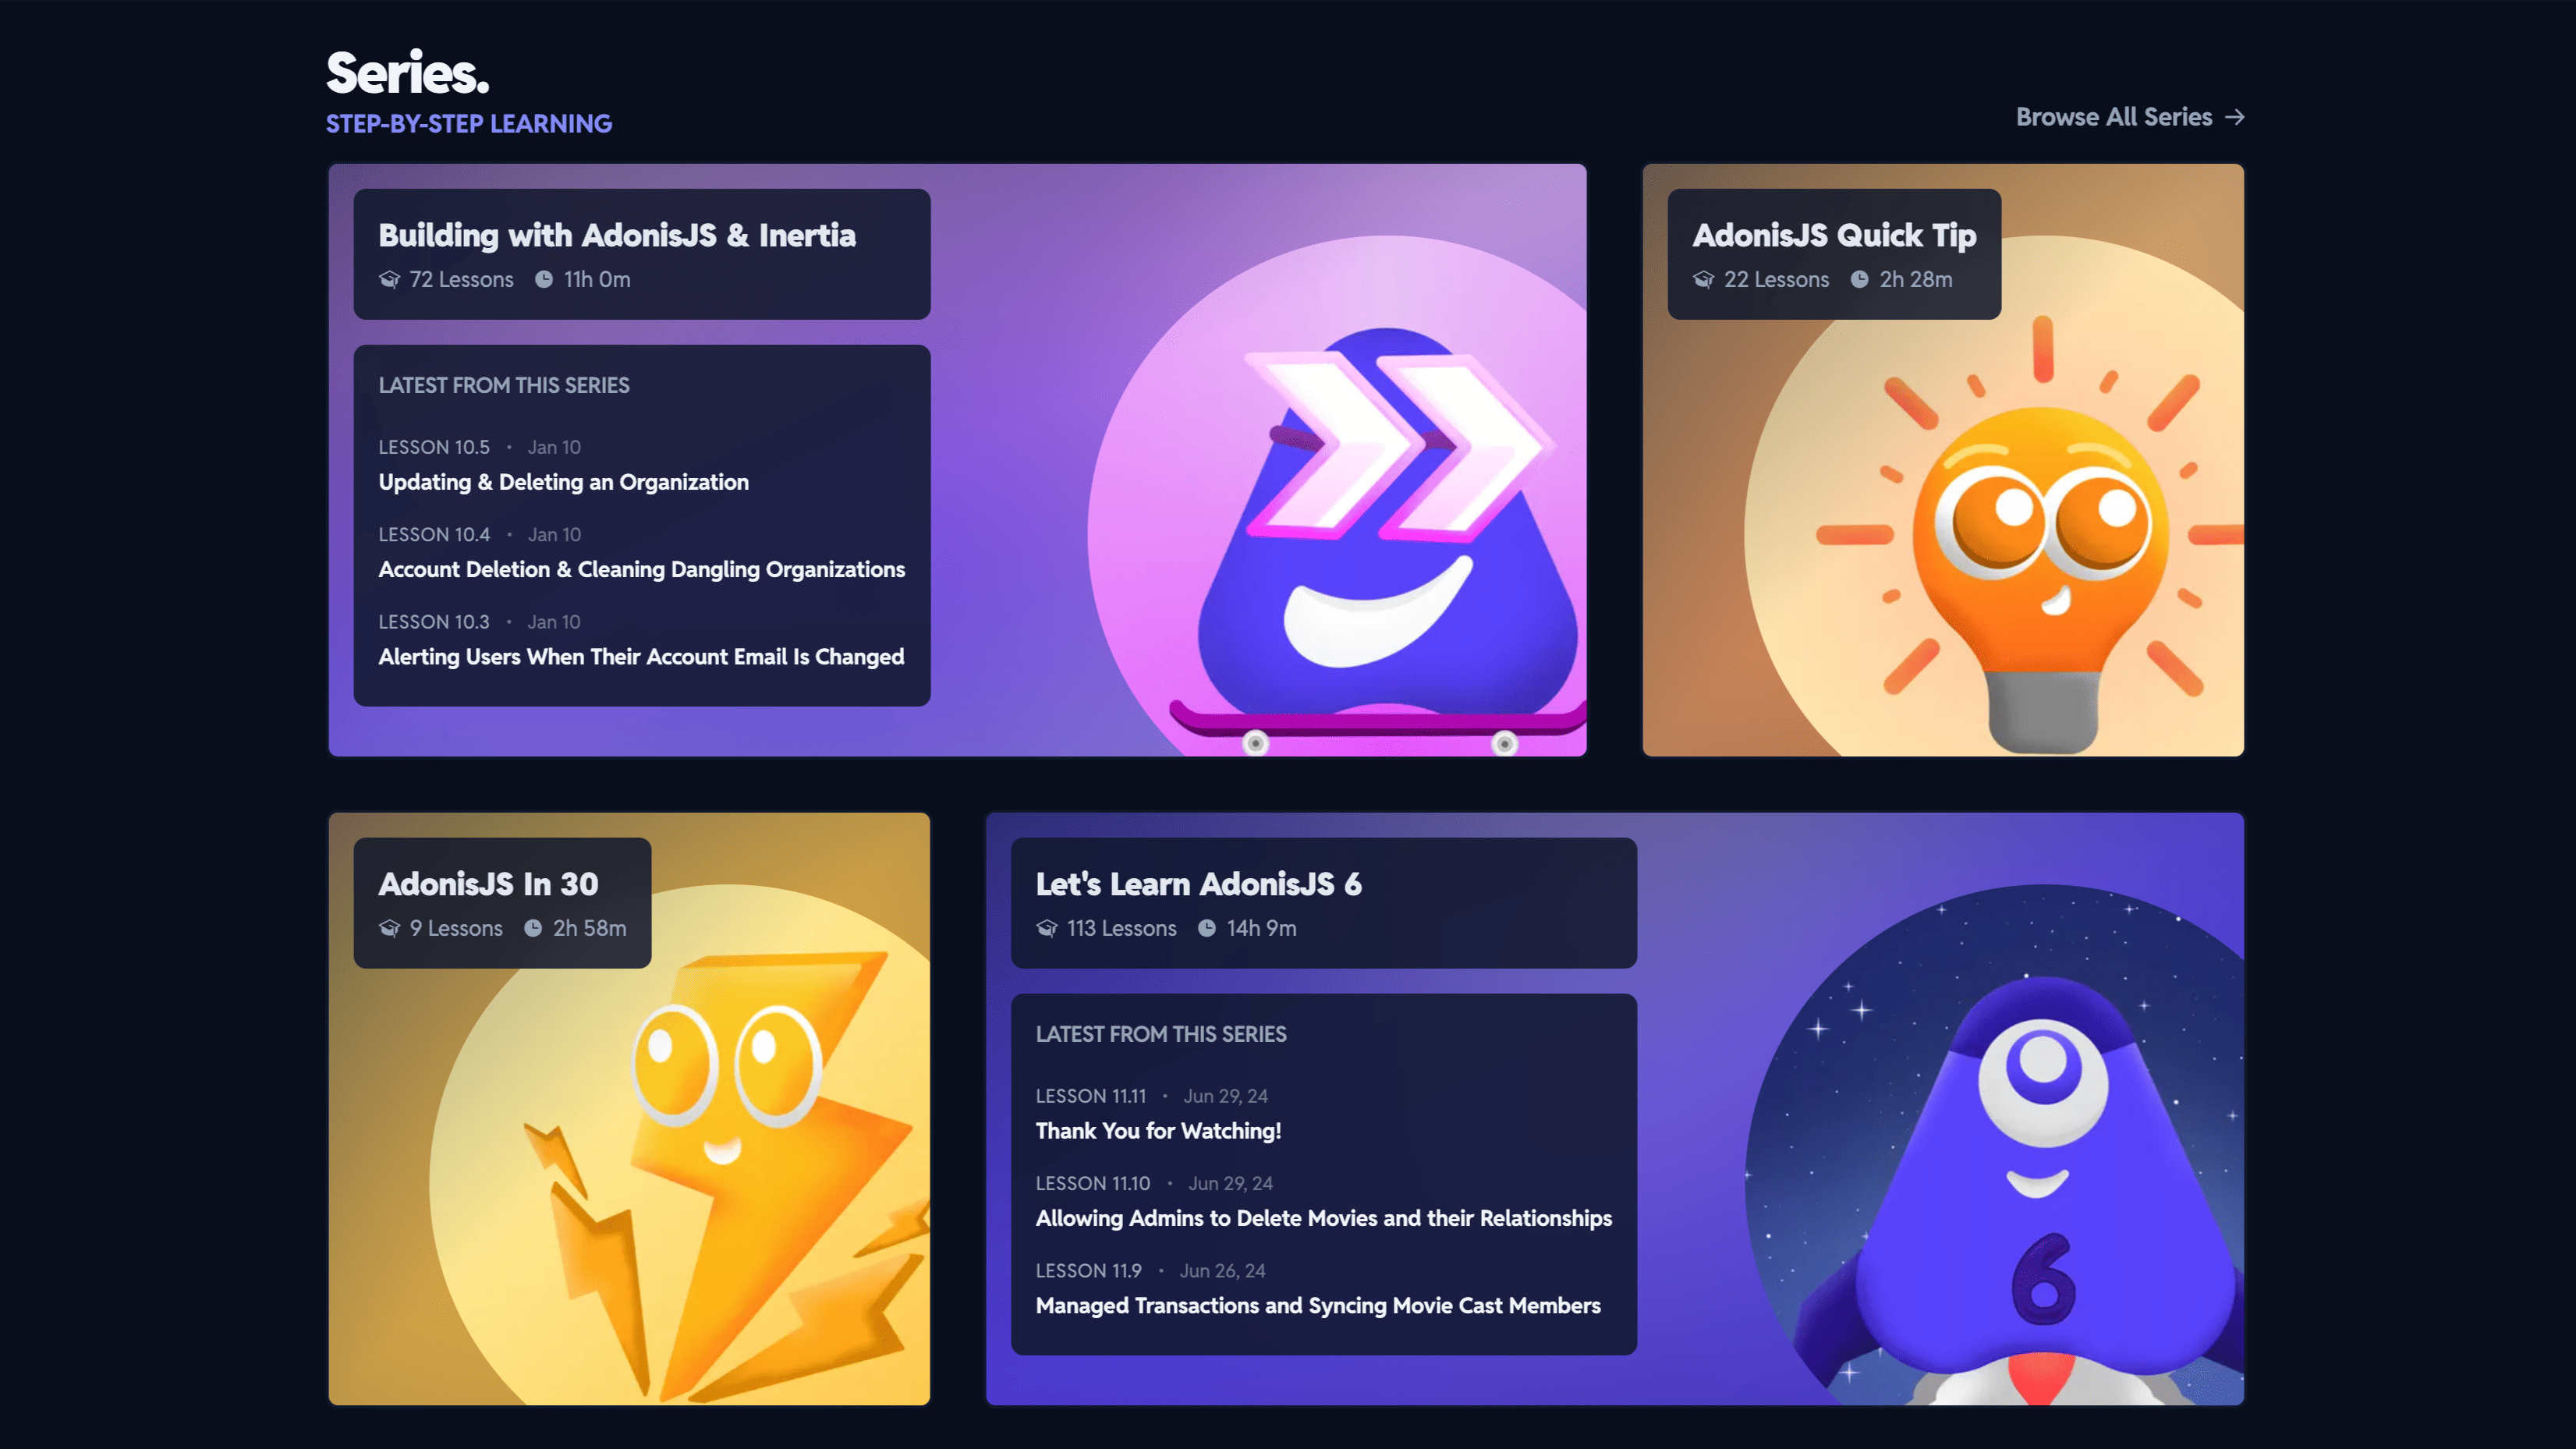 Series.
STEP-BY-STEP LEARNING
Browse All Series →
Building with AdonisJS & Inertia
72 Lessons 11h 0m
LATEST FROM THIS SERIES
LESSON 10.5 • Jan 10
Updating & Deleting an Organization
LESSON 10.4 • Jan 10
Account Deletion & Cleaning Dangling Organizations
LESSON 10.3 • Jan 10
Alerting Users When Their Account Email Is Changed
AdonisJS Quick Tip
22 Lessons 2h 28m
AdonisJS In 30
9 Lessons 2h 58m
Let's Learn AdonisJS 6
113 Lessons 14h 9m
LATEST FROM THIS SERIES
LESSON 11.11 • Jun 29, 24
Thank You for Watching!
LESSON 11.10 • Jun 29, 24
Allowing Admins to Delete Movies and their Relationships
LESSON 11.9 • Jun 26, 24
Managed Transactions and Syncing Movie Cast Members
6